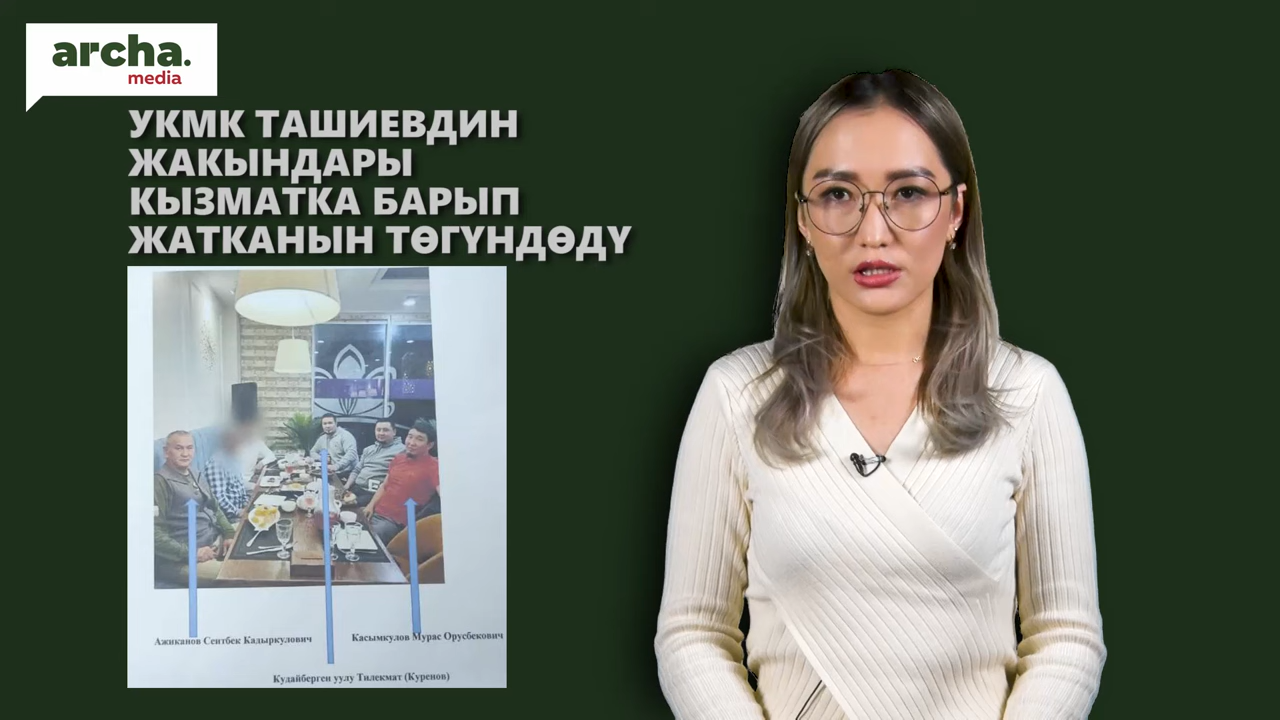 archa.
media
УКМК ТАШИЕВДИН
ЖАКЫНДАРЫ
КЫЗМАТКА БАРЫП
ЖАТКАНЫН ТӨГҮНДӨДҮ
Ажиканов Сеитбек Кадыркулович
Касымкулов Мурас Орусбекович
Кудайберген уулу Тилекмат (Куренов)